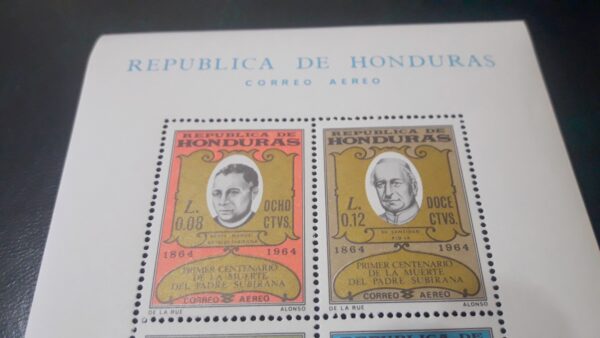 REPUBLICA DE HONDURAS
CORREO AEREO
REPUBLICA DE
HONDURAS
L.
0.08
OCHO
CTVS.
1864 1964
PRIMER CENTENARIO
DE LA MUERTE
DEL PADRE SUBIRANA
CORREO AEREO
DE LA RUE ALONSO
REPUBLICA DE
HONDURAS
L.
0.12
DOCE
CTVS.
SU SANTIDAD
1864 1964
PRIMER CENTENARIO
DE LA MUERTE
DEL PADRE SUBIRANA
CORREO AEREO
DE LA RUE ALONSO